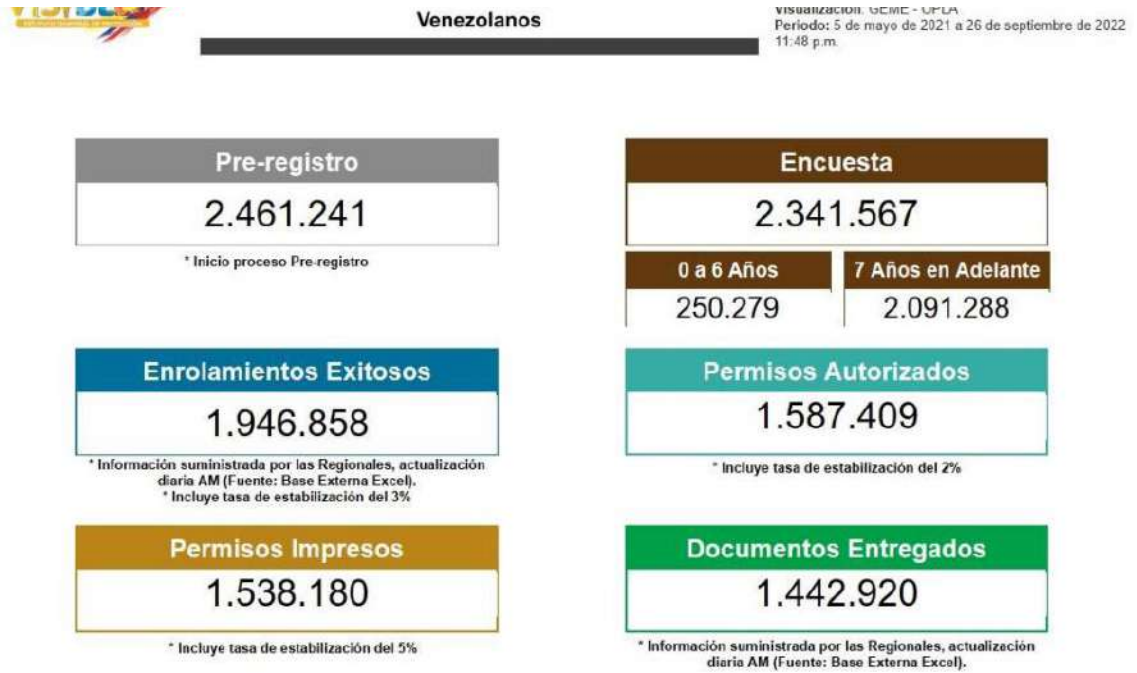 Venezolanos
Visualización: GEME - OPLA
Periodo: 5 de mayo de 2021 a 26 de septiembre de 2022
11:48 p.m.
Pre-registro
2.461.241
* Inicio proceso Pre-registro
Encuesta
2.341.567
0 a 6 Años
250.279
7 Años en Adelante
2.091.288
Enrolamientos Exitosos
1.946.858
* Información suministrada por las Regionales, actualización
diaria AM (Fuente: Base Externa Excel).
* Incluye tasa de estabilización del 3%
Permisos Autorizados
1.587.409
* Incluye tasa de estabilización del 2%
Permisos Impresos
1.538.180
* Incluye tasa de estabilización del 5%
Documentos Entregados
1.442.920
* Información suministrada por las Regionales, actualización
diaria AM (Fuente: Base Externa Excel).